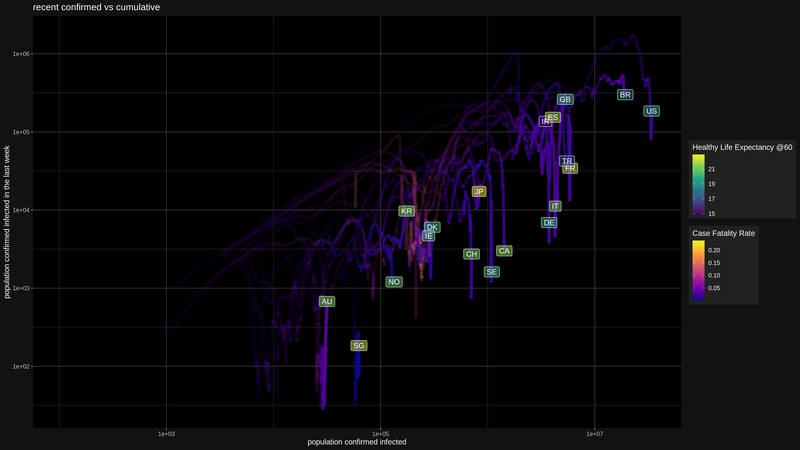 recent confirmed vs cumulative
population confirmed infected in the last week
1e+06
1e+05
1e+04
1e+03
1e+02
1e+03
1e+05
1e+07
population confirmed infected
GB
BR
US
IR
ES
TR
FR
JP
KR
IT
DK
IE
DE
CH
CA
SE
NO
AU
SG
Healthy Life Expectancy @60
21
19
17
15
Case Fatality Rate
0.20
0.15
0.10
0.05